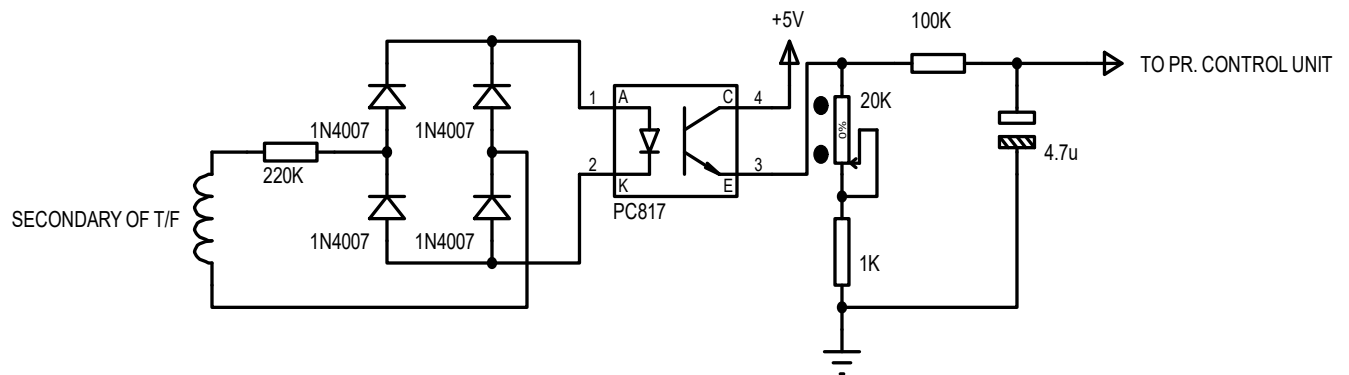 +5V
100K
TO PR. CONTROL UNIT
1
A
C
4
20K
0%
1N4007
1N4007
220K
2
K
E
3
4.7u
PC817
SECONDARY OF T/F
1N4007
1N4007
1K